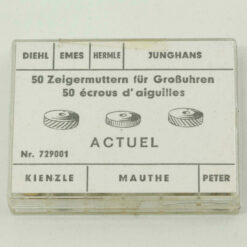 DIEHL EMES HERMLE JUNGHANS
50 Zeigermuttern für Großuhren
50 écrous d'aiguilles
ACTUEL
Nr. 729001
KIENZLE MAUTHE PETER